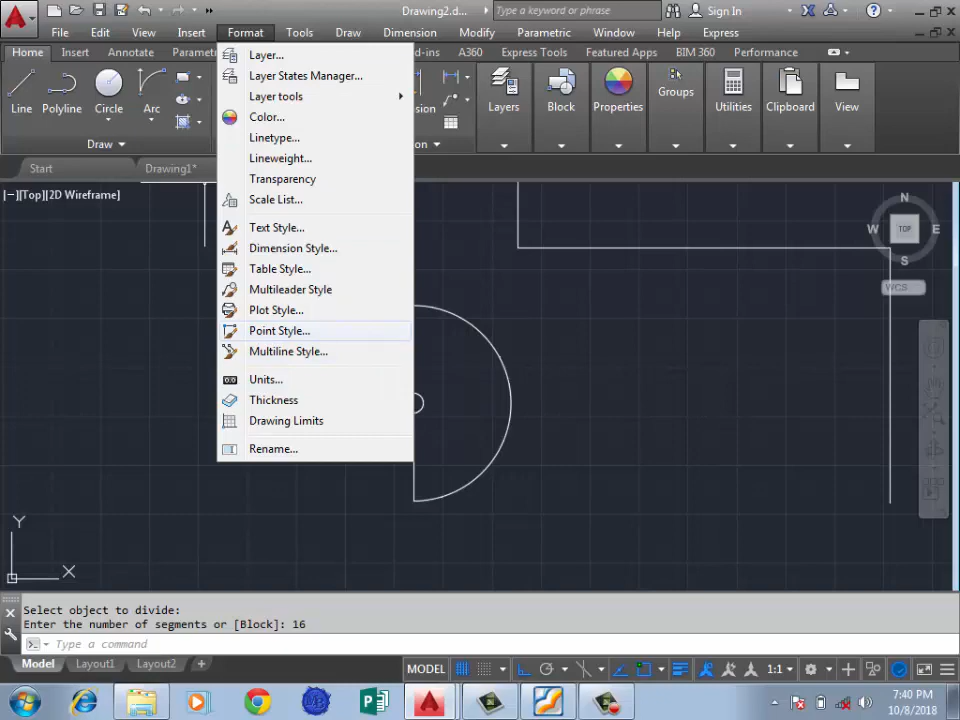 Drawing2.d...
Type a keyword or phrase
Sign In
File Edit View Insert Format Tools Draw Dimension Modify Parametric Window Help Express
Home Insert Annotate Paramet d-ins A360 Express Tools Featured Apps BIM 360 Performance
Line Polyline Circle Arc
Layers Block Properties Groups Utilities Clipboard View
Draw
Start Drawing1*
[−][Top][2D Wireframe]
Layer...
Layer States Manager...
Layer tools
Color...
Linetype...
Lineweight...
Transparency
Scale List...
Text Style...
Dimension Style...
Table Style...
Multileader Style
Plot Style...
Point Style...
Multiline Style...
Units...
Thickness
Drawing Limits
Rename...
N
W TOP E
S
WCS
Y
X
Select object to divide:
Enter the number of segments or [Block]: 16
Type a command
Model Layout1 Layout2 +
MODEL 1:1
7:40 PM
10/8/2018